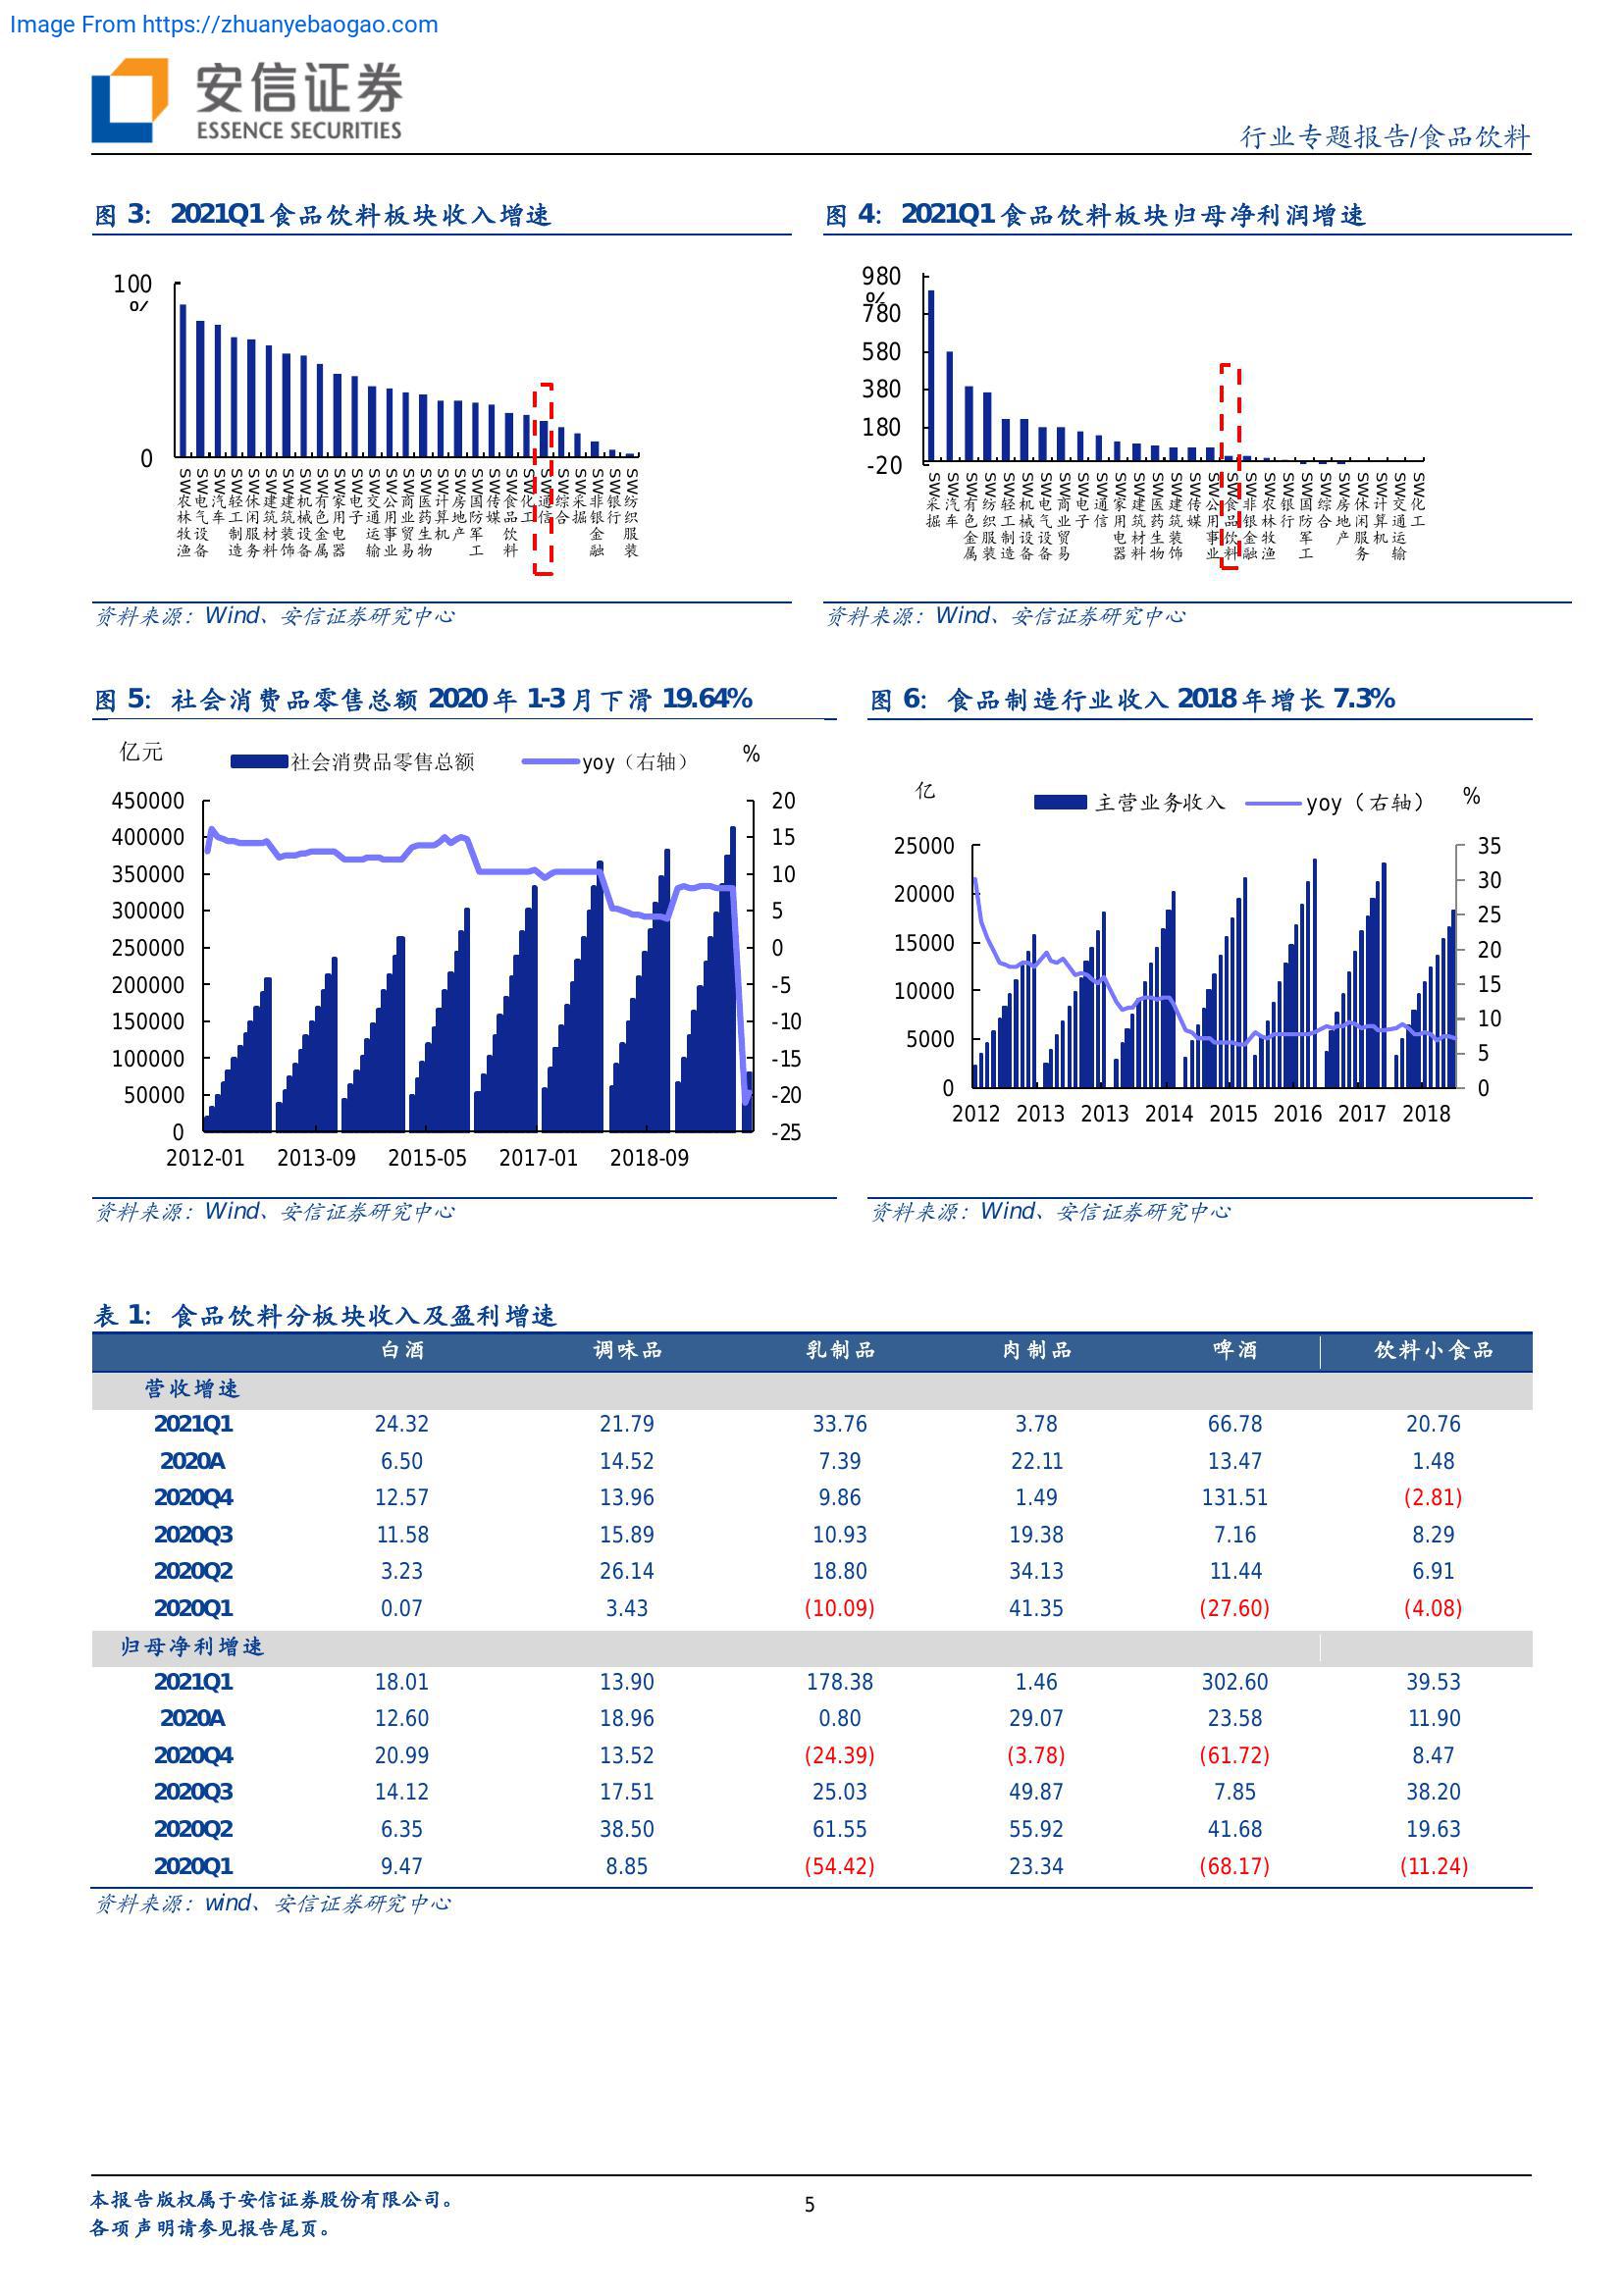 Image From https://zhuanyebaogao.com
安信证券
ESSENCE SECURITIES
行业专题报告/食品饮料
图 3: 2021Q1 食品饮料板块收入增速
100
%
0
SW农林牧渔
SW电气设备
SW汽车
SW轻工制造
SW休闲服务
SW建筑材料
SW建筑装饰
SW机械设备
SW有色金属
SW家用电器
SW电子
SW交通运输
SW公用事业
SW商业贸易
SW医药生物
SW计算机
SW房地产
SW国防军工
SW传媒
SW食品饮料
SW化工
SW通信
SW综合
SW采掘
SW非银金融
SW银行
SW纺织服装
资料来源：Wind、安信证券研究中心
图 4: 2021Q1 食品饮料板块归母净利润增速
980
%
780
580
380
180
-20
SW采掘
SW汽车
SW有色金属
SW纺织服装
SW轻工制造
SW机械设备
SW电气设备
SW商业贸易
SW电子
SW通信
SW家用电器
SW建筑材料
SW医药生物
SW建筑装饰
SW传媒
SW公用事业
SW食品饮料
SW非银金融
SW农林牧渔
SW银行
SW国防军工
SW综合
SW房地产
SW休闲服务
SW计算机
SW交通运输
SW化工
资料来源：Wind、安信证券研究中心
图 5: 社会消费品零售总额 2020 年 1-3 月下滑 19.64%
亿元 社会消费品零售总额 yoy（右轴） %
450000 20
400000 15
350000 10
300000 5
250000 0
200000 -5
150000 -10
100000 -15
50000 -20
0 -25
2012-01 2013-09 2015-05 2017-01 2018-09
资料来源：Wind、安信证券研究中心
图 6: 食品制造行业收入 2018 年增长 7.3%
亿 主营业务收入 yoy（右轴） %
25000 35
30
20000
25
15000 20
15
10000
10
5000
5
0 0
2012 2013 2013 2014 2015 2016 2017 2018
资料来源：Wind、安信证券研究中心
表 1: 食品饮料分板块收入及盈利增速
白酒 调味品 乳制品 肉制品 啤酒 饮料小食品
营收增速
2021Q1 24.32 21.79 33.76 3.78 66.78 20.76
2020A 6.50 14.52 7.39 22.11 13.47 1.48
2020Q4 12.57 13.96 9.86 1.49 131.51 (2.81)
2020Q3 11.58 15.89 10.93 19.38 7.16 8.29
2020Q2 3.23 26.14 18.80 34.13 11.44 6.91
2020Q1 0.07 3.43 (10.09) 41.35 (27.60) (4.08)
归母净利增速
2021Q1 18.01 13.90 178.38 1.46 302.60 39.53
2020A 12.60 18.96 0.80 29.07 23.58 11.90
2020Q4 20.99 13.52 (24.39) (3.78) (61.72) 8.47
2020Q3 14.12 17.51 25.03 49.87 7.85 38.20
2020Q2 6.35 38.50 61.55 55.92 41.68 19.63
2020Q1 9.47 8.85 (54.42) 23.34 (68.17) (11.24)
资料来源：wind、安信证券研究中心
本报告版权属于安信证券股份有限公司。
各项声明请参见报告尾页。
5